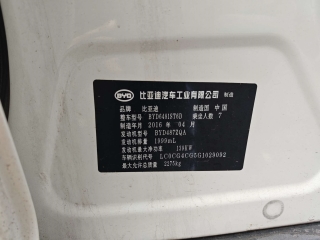 BYD 比亚迪汽车工业有限公司 制造
品牌 比亚迪 制造国 中国
整车型号 BYD6481ST6D 乘坐人数 7
制造年月 2016 年 04 月
发动机型号 BYD487ZQA
发动机排量 1999mL
发动机最大净功率 150KW
车辆识别代号 LC0CG4CG5G1029092
最大允许总质量 2275kg